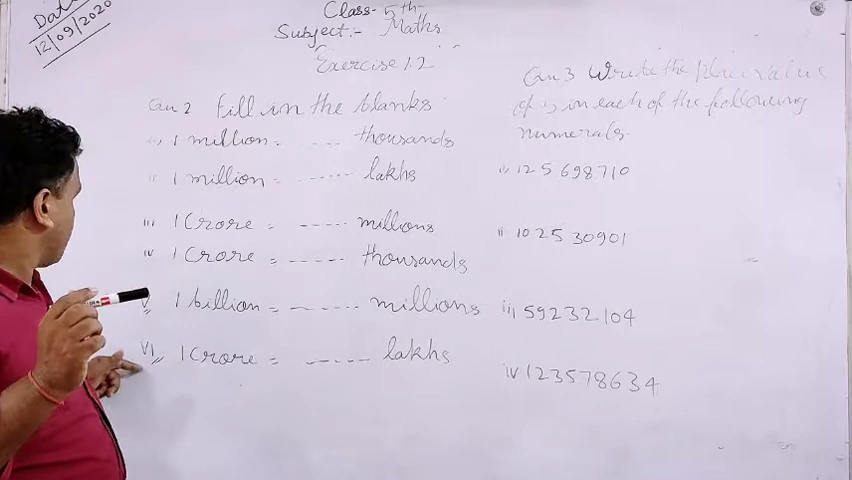 Date
12/09/2020
Class- 5th
Subject:- Maths
Exercise 1.2
Qun 2 Fill in the blanks
i) 1 million = ... thousands
ii 1 million = ------ lakhs
iii 1 Crore = ----- millions
iv 1 Crore = ----- thousands
v 1 billion = ------ millions
vi 1 Crore = ----- lakhs
Qun 3 Write the place value
of 5 in each of the following
numerals.
i) 125698710
ii 102530901
iii 59232104
iv 123578634